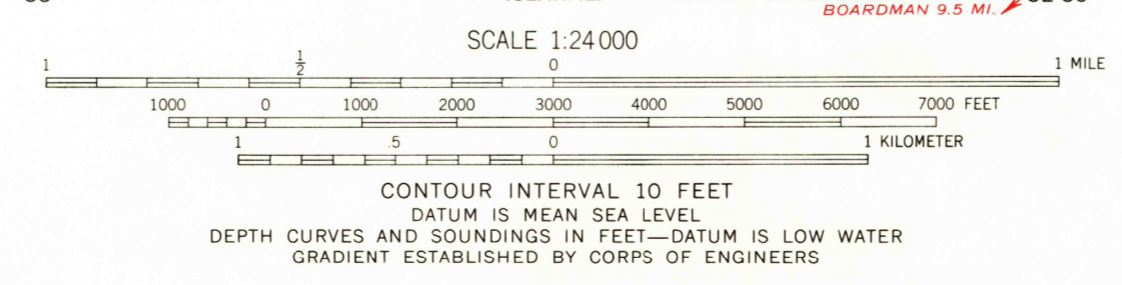 BOARDMAN 9.5 MI.
SCALE 1:24 000
1 ½ 0 1 MILE
1000 0 1000 2000 3000 4000 5000 6000 7000 FEET
1 .5 0 1 KILOMETER
CONTOUR INTERVAL 10 FEET
DATUM IS MEAN SEA LEVEL
DEPTH CURVES AND SOUNDINGS IN FEET—DATUM IS LOW WATER
GRADIENT ESTABLISHED BY CORPS OF ENGINEERS